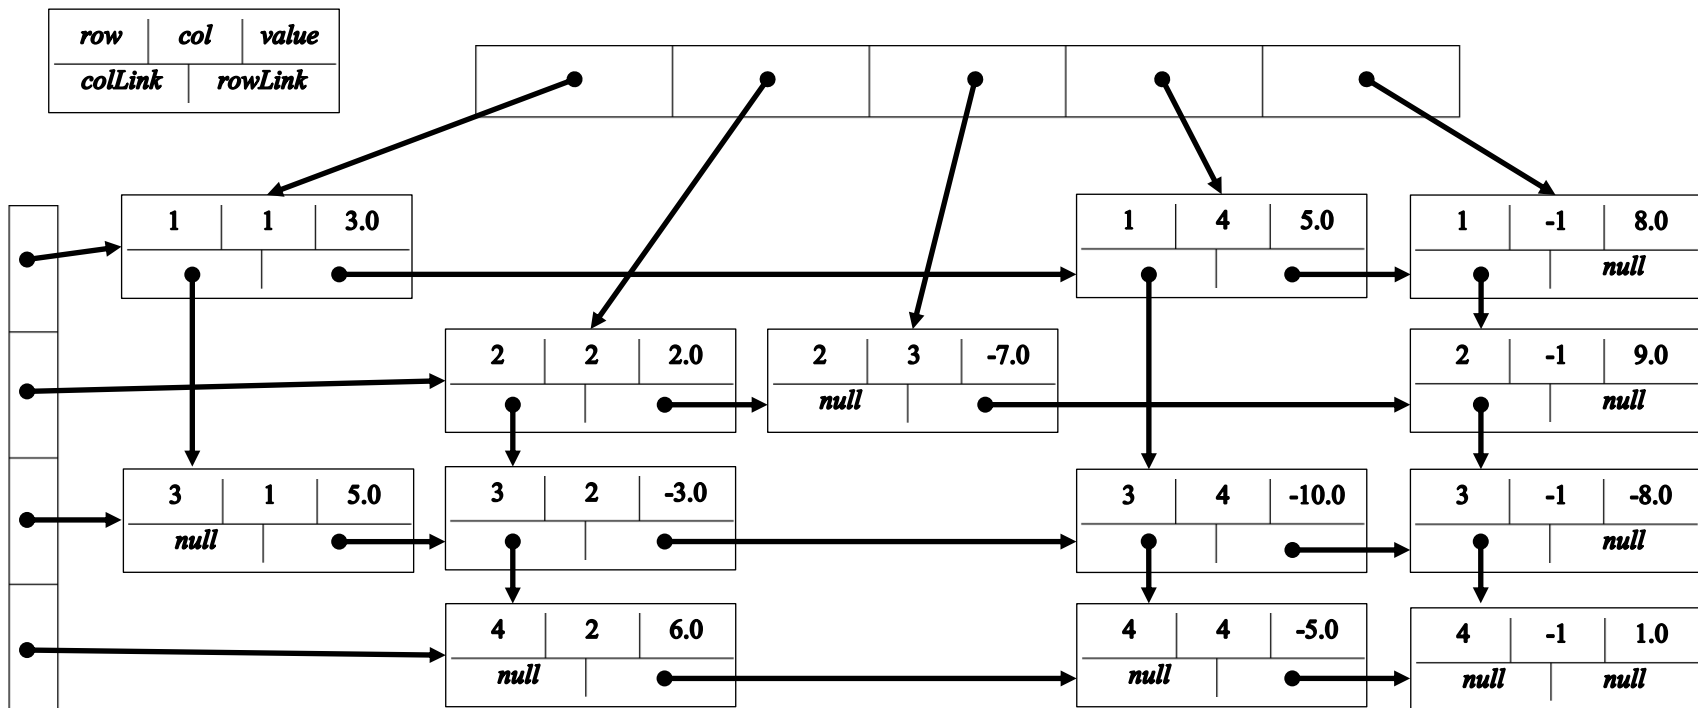 row col value
colLink rowLink
1 1 3.0
1 4 5.0
1 -1 8.0
null
2 2 2.0
2 3 -7.0
null
2 -1 9.0
null
3 1 5.0
null
3 2 -3.0
3 4 -10.0
3 -1 -8.0
null
4 2 6.0
null
4 4 -5.0
null
4 -1 1.0
null null